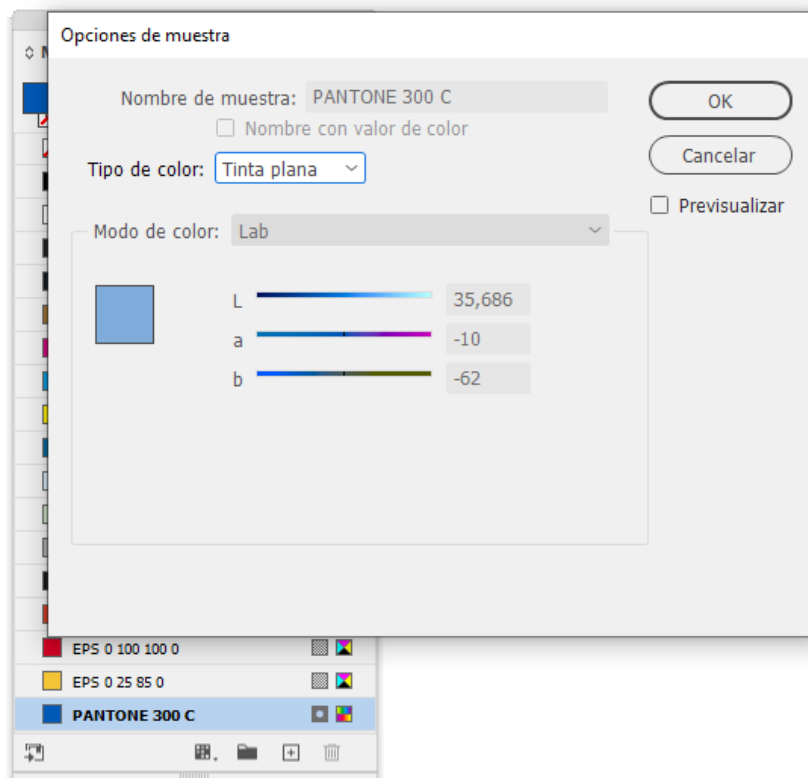 Opciones de muestra
Nombre de muestra: PANTONE 300 C
Nombre con valor de color
Tipo de color: Tinta plana
Modo de color: Lab
L 35,686
a -10
b -62
OK
Cancelar
Previsualizar
EPS 0 100 100 0
EPS 0 25 85 0
PANTONE 300 C